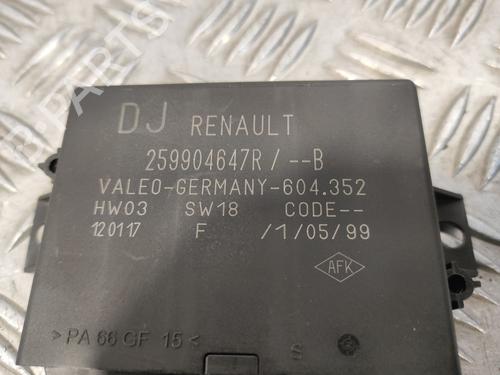 DJ RENAULT
259904647R/--B
VALEO-GERMANY-604.352
HW03 SW18 CODE--
120117 F /1/05/99
AFK
>PA 66 GF 15< S